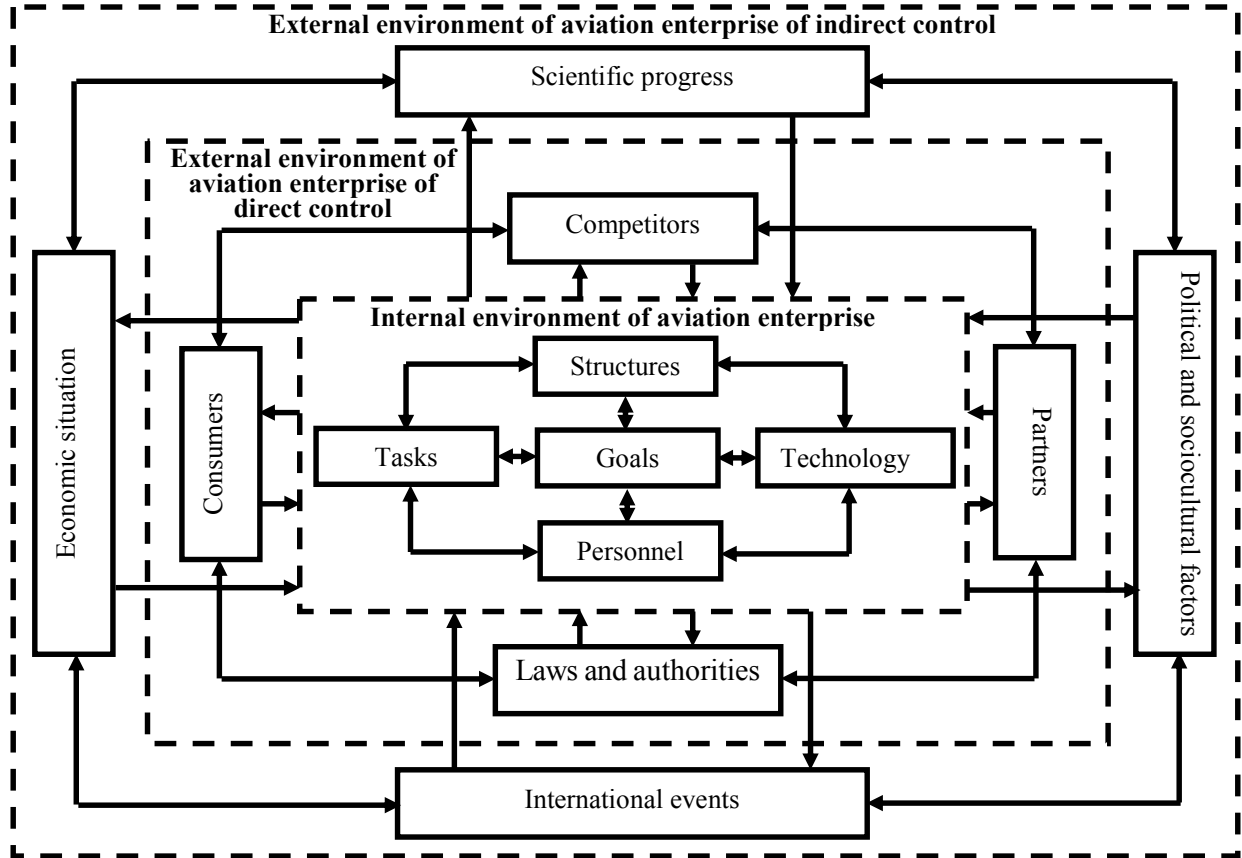 External environment of aviation enterprise of indirect control
Scientific progress
External environment of
aviation enterprise of
direct control
Competitors
Internal environment of aviation enterprise
Structures
Economic situation
Consumers
Tasks
Goals
Technology
Partners
Political and sociocultural factors
Personnel
Laws and authorities
International events